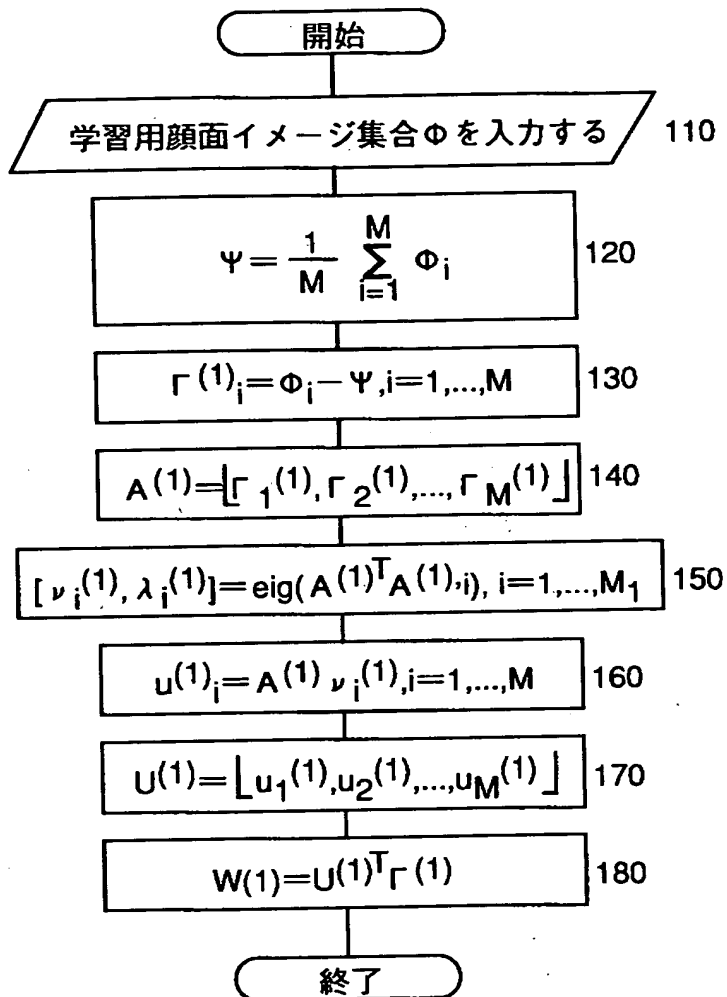 開始
学習用顔面イメージ集合Φを入力する 110
Ψ=1/M ∑_{i=1}^{M} Φ_i 120
Γ^(1)_i=Φ_i−Ψ,i=1,...,M 130
A^(1)=⌊Γ_1^(1),Γ_2^(1),...,Γ_M^(1)⌋ 140
[ν_i^(1),λ_i^(1)]=eig(A^(1)^T A^(1),i), i=1,...,M_1 150
u^(1)_i=A^(1)ν_i^(1),i=1,...,M 160
U^(1)=⌊u_1^(1),u_2^(1),...,u_M^(1)⌋ 170
W(1)=U^(1)^T Γ^(1) 180
終了